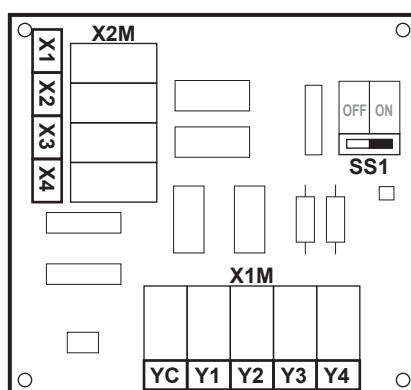 X2M
X1
X2
X3
X4
OFF ON
SS1
X1M
YC Y1 Y2 Y3 Y4